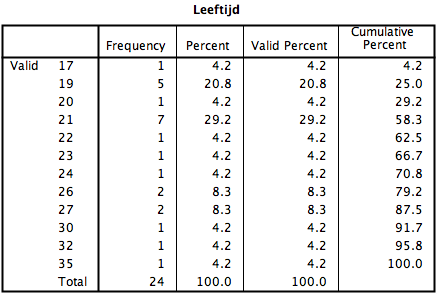 Leeftijd
Frequency Percent Valid Percent Cumulative Percent
Valid 17 1 4.2 4.2 4.2
19 5 20.8 20.8 25.0
20 1 4.2 4.2 29.2
21 7 29.2 29.2 58.3
22 1 4.2 4.2 62.5
23 1 4.2 4.2 66.7
24 1 4.2 4.2 70.8
26 2 8.3 8.3 79.2
27 2 8.3 8.3 87.5
30 1 4.2 4.2 91.7
32 1 4.2 4.2 95.8
35 1 4.2 4.2 100.0
Total 24 100.0 100.0